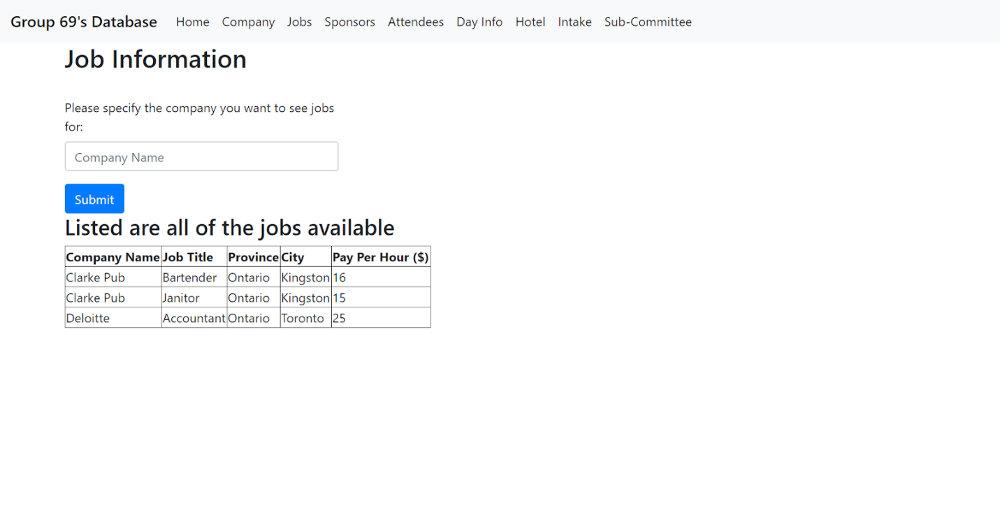 Group 69's Database Home Company Jobs Sponsors Attendees Day Info Hotel Intake Sub-Committee
Job Information
Please specify the company you want to see jobs
for:
Company Name
Submit
Listed are all of the jobs available
Company Name Job Title Province City Pay Per Hour ($)
Clarke Pub Bartender Ontario Kingston 16
Clarke Pub Janitor Ontario Kingston 15
Deloitte Accountant Ontario Toronto 25